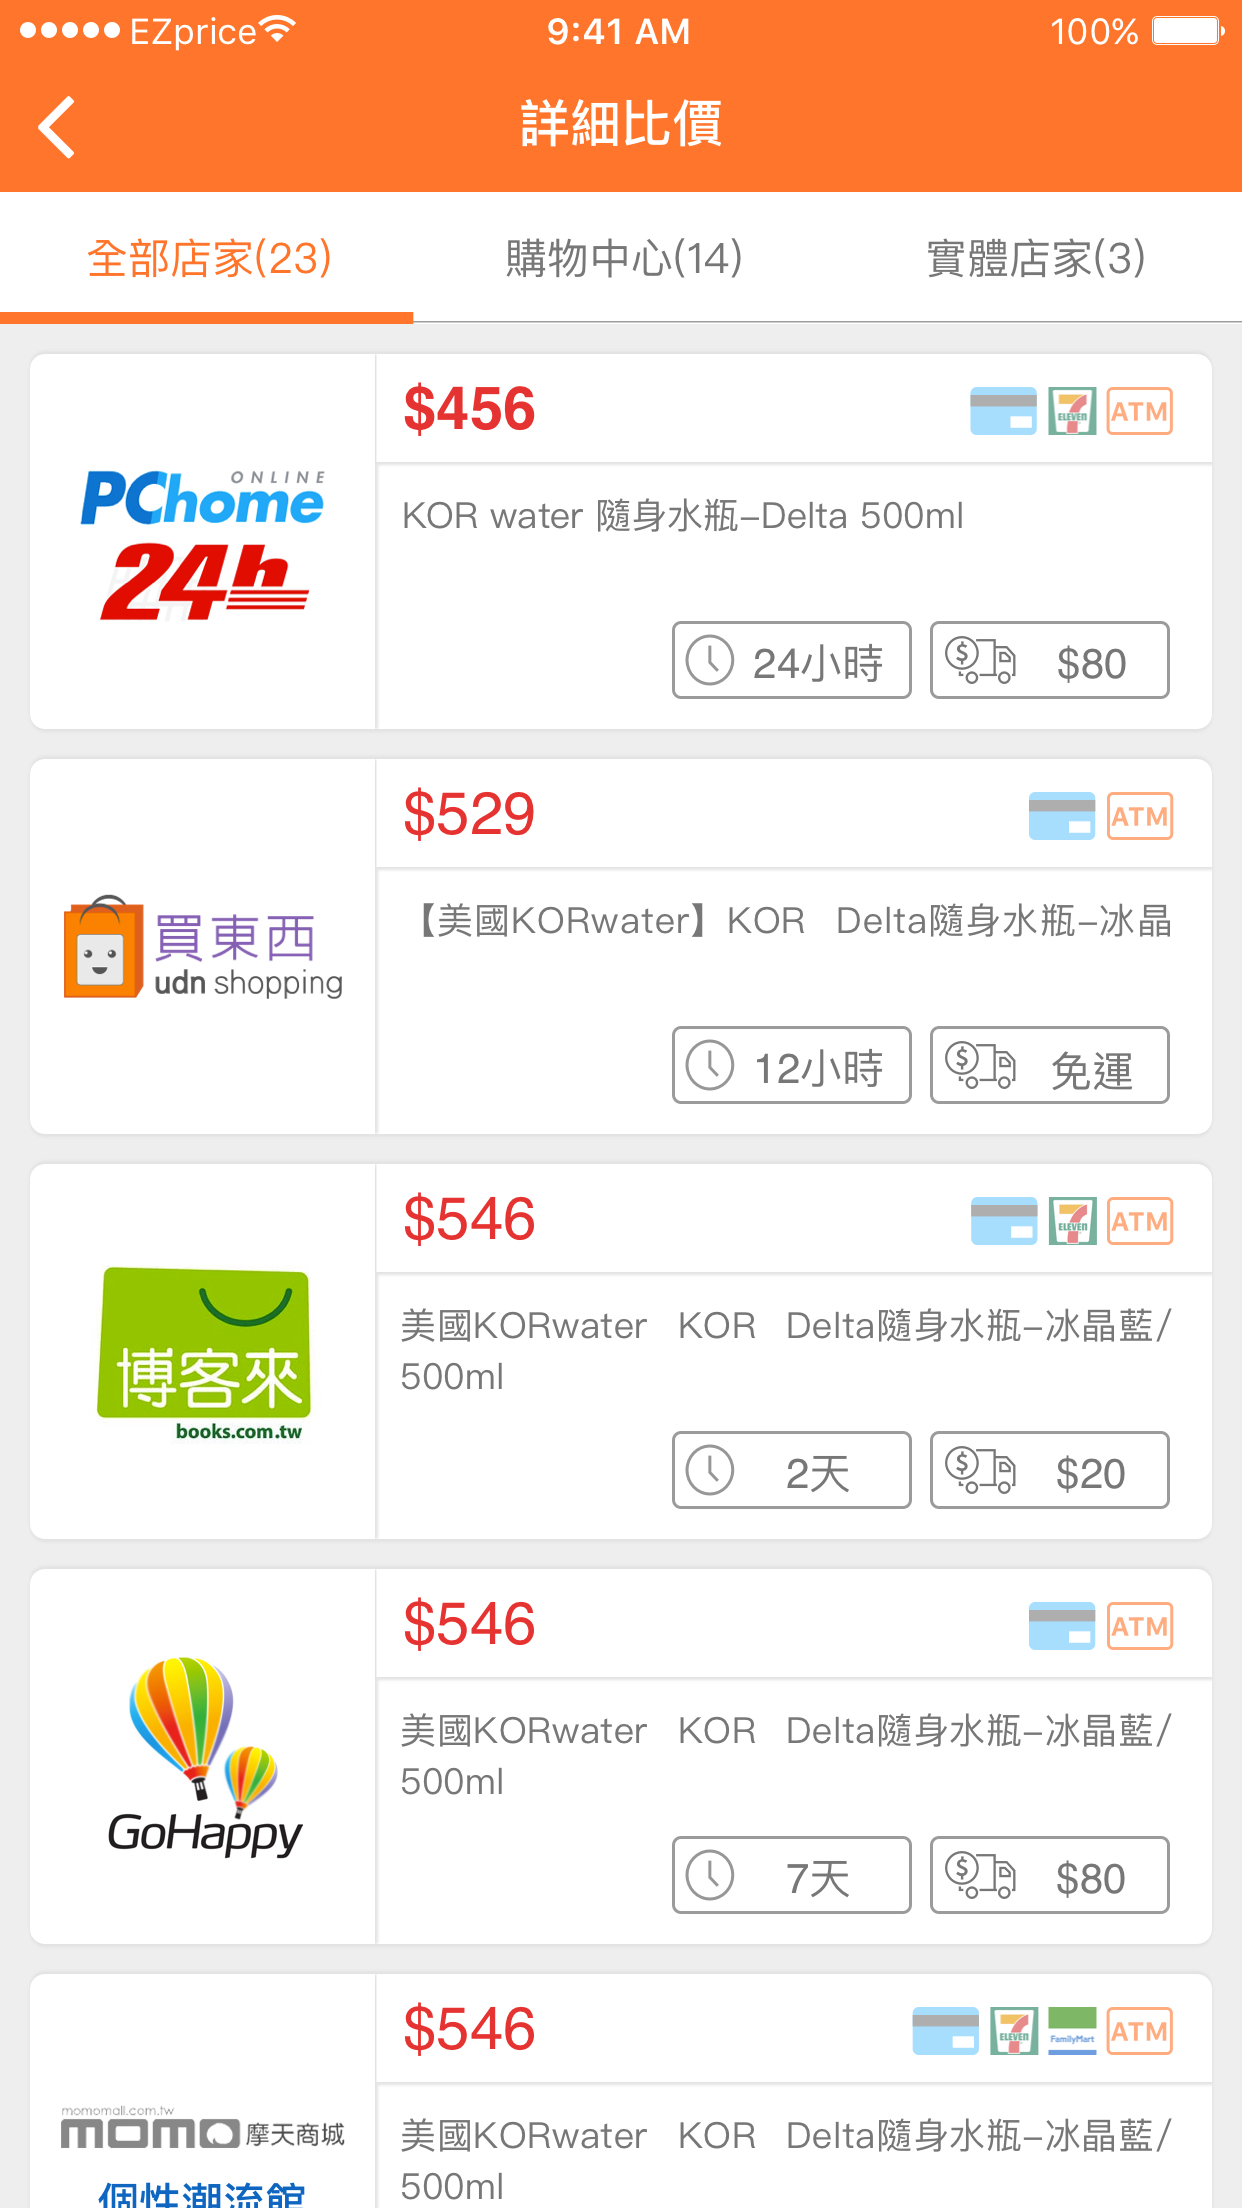 EZprice 9:41 AM 100%
詳細比價
全部店家(23) 購物中心(14) 實體店家(3)
$456 ELEVEN ATM
PChome ONLINE
24h
KOR water 隨身水瓶-Delta 500ml
24小時 $80
$529 ATM
買東西
udn shopping
【美國KORwater】KOR Delta隨身水瓶-冰晶
12小時 免運
$546 ELEVEN ATM
博客來
books.com.tw
美國KORwater KOR Delta隨身水瓶-冰晶藍/
500ml
2天 $20
$546 ATM
GoHappy
美國KORwater KOR Delta隨身水瓶-冰晶藍/
500ml
7天 $80
$546 ELEVEN FamilyMart ATM
momomall.com.tw
momo摩天商城
個性潮流館
美國KORwater KOR Delta隨身水瓶-冰晶藍/
500ml